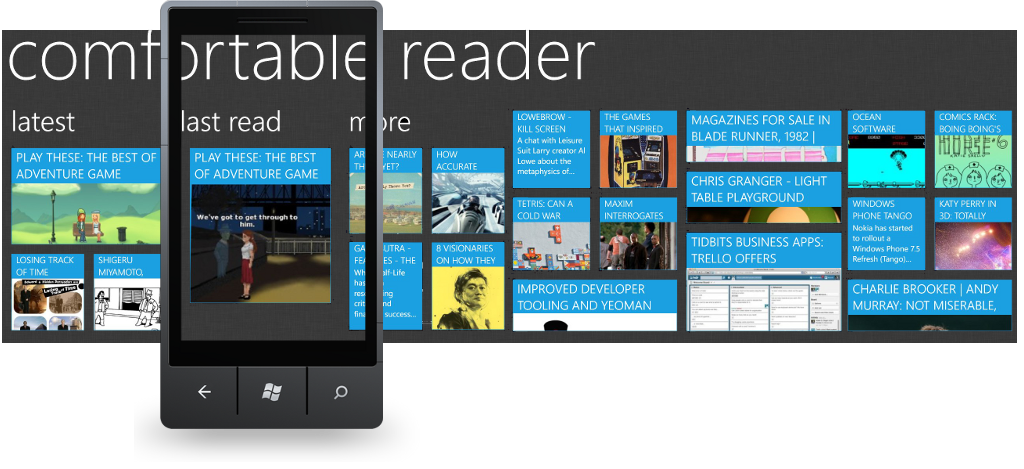 comfortable reader
latest
last read
more
PLAY THESE: THE BEST OF
ADVENTURE GAME
LOSING TRACK
OF TIME
SHIGERU
MIYAMOTO,
PLAY THESE: THE BEST
OF ADVENTURE GAME
We've got to get through to
him.
HOW
ACCURATE
8 VISIONARIES
ON HOW THEY
LOWEBROW -
KILL SCREEN
A chat with Leisure
Suit Larry creator Al
Lowe about the
metaphysics of...
THE GAMES
THAT INSPIRED
TETRIS: CAN A
COLD WAR
MAXIM
INTERROGATES
IMPROVED DEVELOPER
TOOLING AND YEOMAN
MAGAZINES FOR SALE IN
BLADE RUNNER, 1982 |
CHRIS GRANGER - LIGHT
TABLE PLAYGROUND
TIDBITS BUSINESS APPS:
TRELLO OFFERS
OCEAN
SOFTWARE
COMICS RACK:
BOING BOING'S
WINDOWS
PHONE TANGO
Nokia has started
to rollout a
Windows Phone 7.5
Refresh (Tango)...
KATY PERRY IN
3D: TOTALLY
CHARLIE BROOKER | ANDY
MURRAY: NOT MISERABLE,